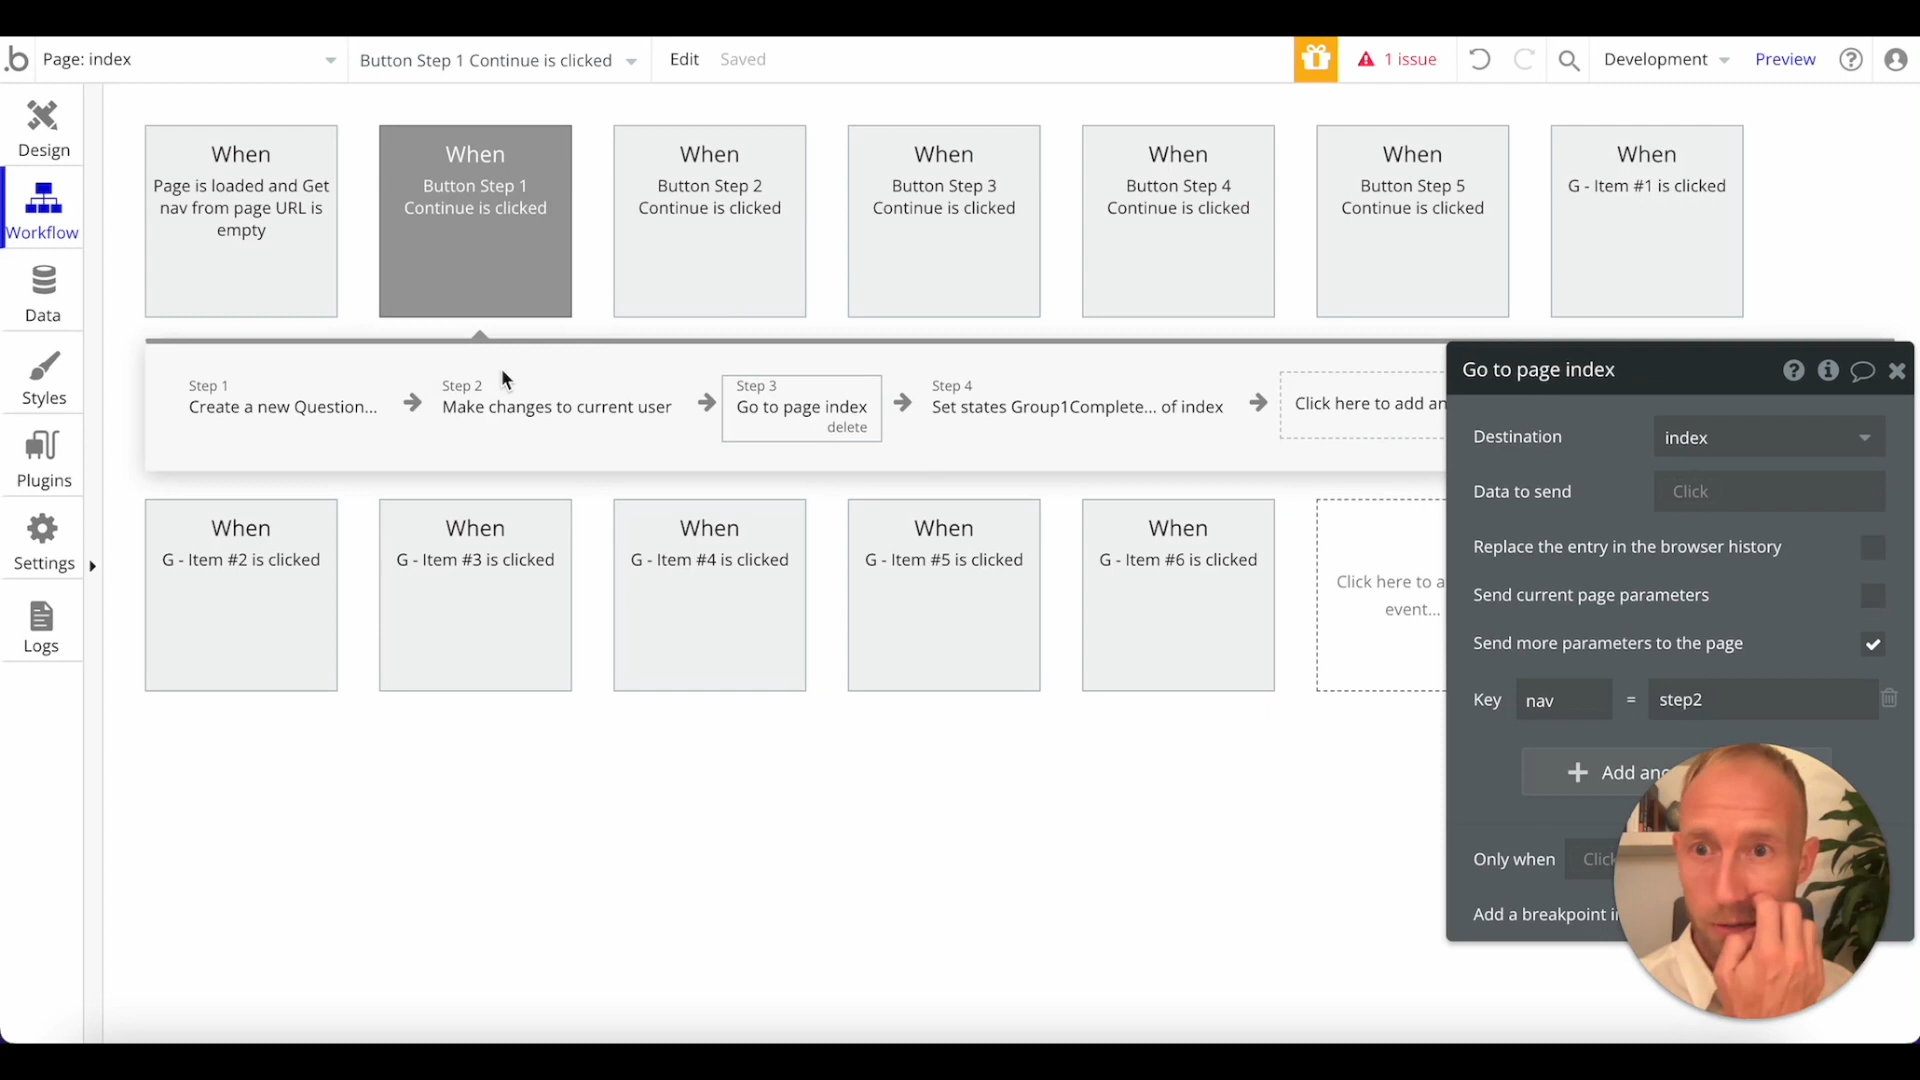 .b
Page: index
Button Step 1 Continue is clicked
Edit
Saved
1 issue
Development
Preview
Design
Workflow
Data
Styles
Plugins
Settings
Logs
When
Page is loaded and Get
nav from page URL is
empty
When
Button Step 1
Continue is clicked
When
Button Step 2
Continue is clicked
When
Button Step 3
Continue is clicked
When
Button Step 4
Continue is clicked
When
Button Step 5
Continue is clicked
When
G - Item #1 is clicked
Step 1
Create a new Question...
Step 2
Make changes to current user
Step 3
Go to page index
delete
Step 4
Set states Group1Complete... of index
Click here to add an
When
G - Item #2 is clicked
When
G - Item #3 is clicked
When
G - Item #4 is clicked
When
G - Item #5 is clicked
When
G - Item #6 is clicked
Click here to a
event...
Go to page index
Destination
index
Data to send
Click
Replace the entry in the browser history
Send current page parameters
Send more parameters to the page
Key
nav
=
step2
Add
Only when
Add a breakpoint